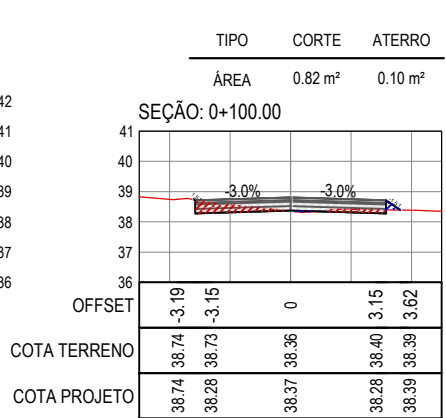 TIPO CORTE ATERRO
ÁREA 0.82 m² 0.10 m²
SEÇÃO: 0+100.00
42
41
40
39
38
37
36
41
40
39
38
37
36
-3.0% -3.0%
OFFSET -3.19 -3.15 0 3.15 3.62
COTA TERRENO 38.74 38.73 38.36 38.40 38.39
COTA PROJETO 38.74 38.28 38.37 38.28 38.39